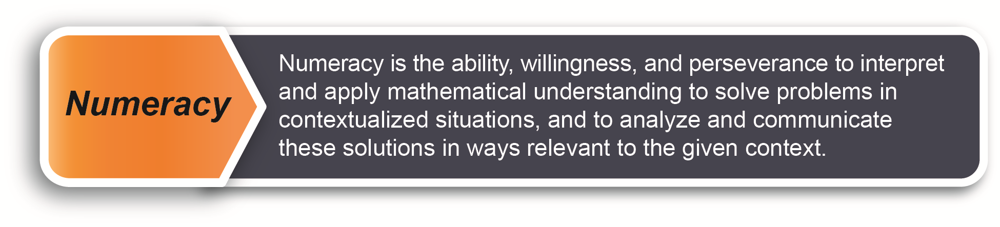 Numeracy
Numeracy is the ability, willingness, and perseverance to interpret
and apply mathematical understanding to solve problems in
contextualized situations, and to analyze and communicate
these solutions in ways relevant to the given context.